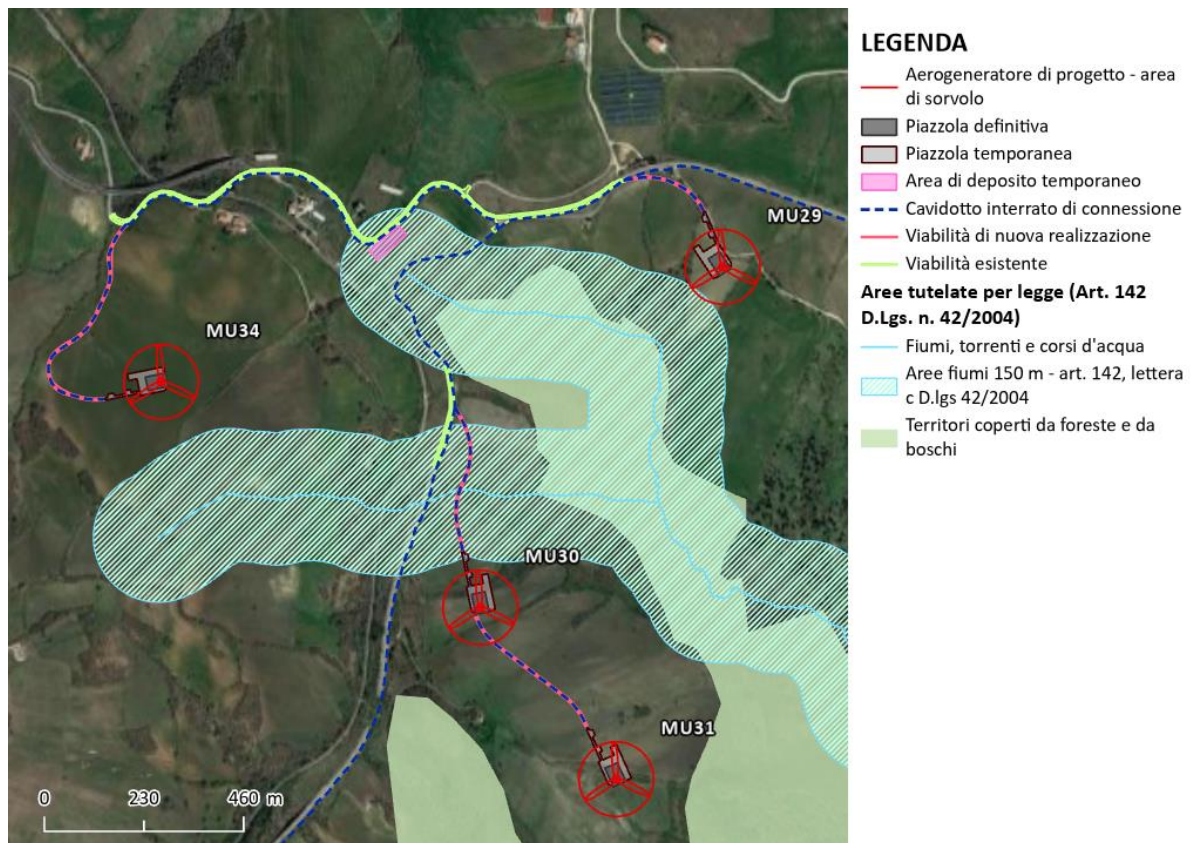 MU29
MU34
MU30
MU31
0 230 460 m
LEGENDA
Aerogeneratore di progetto - area
di sorvolo
Piazzola definitiva
Piazzola temporanea
Area di deposito temporaneo
Cavidotto interrato di connessione
Viabilità di nuova realizzazione
Viabilità esistente
Aree tutelate per legge (Art. 142
D.Lgs. n. 42/2004)
Fiumi, torrenti e corsi d'acqua
Aree fiumi 150 m - art. 142, lettera
c D.lgs 42/2004
Territori coperti da foreste e da
boschi